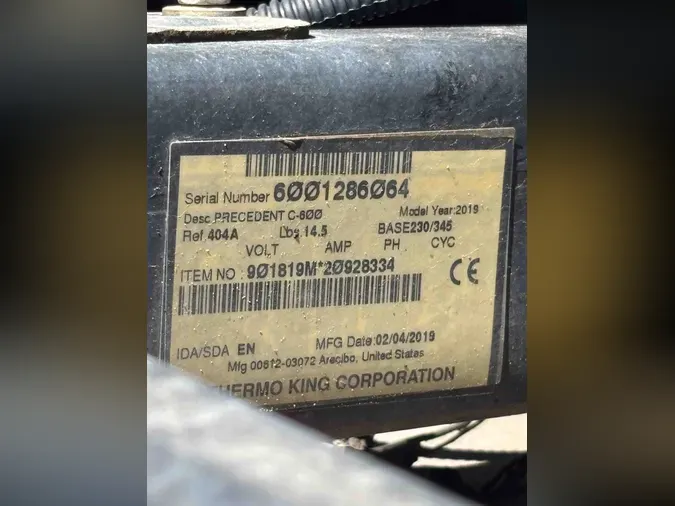 Serial Number 6ØØ1286Ø64
Desc PRECEDENT C-6ØØ Model Year:2019
Ref 404A Lbs 14.5 BASE230/345
VOLT AMP PH CYC
ITEM NO : 9Ø1819M*2Ø928334 CE
IDA/SDA EN MFG Date:02/04/2019
Mfg 00612-03072 Arecibo, United States
HERMO KING CORPORATION